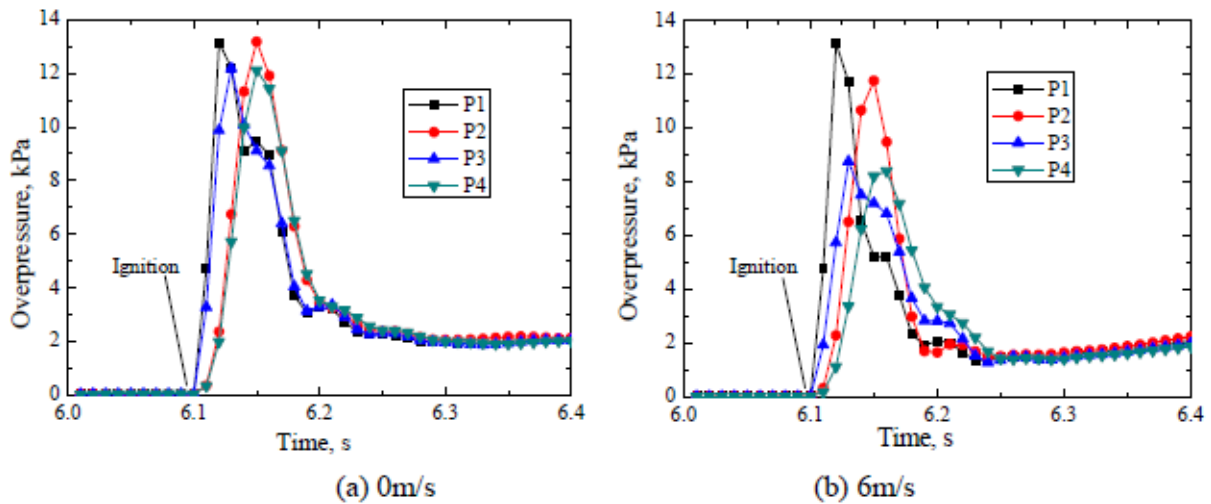 14
12
10
8
6
4
2
0
Overpressure, kPa
Ignition
P1
P2
P3
P4
6.0 6.1 6.2 6.3 6.4
Time, s
(a) 0m/s
14
12
10
8
6
4
2
0
Overpressure, kPa
Ignition
P1
P2
P3
P4
6.0 6.1 6.2 6.3 6.4
Time, s
(b) 6m/s